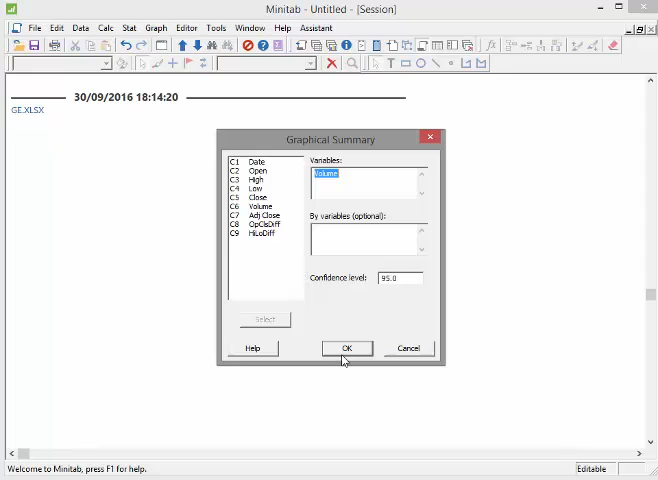 Minitab - Untitled - [Session]
File Edit Data Calc Stat Graph Editor Tools Window Help Assistant
30/09/2016 18:14:20
GE.XLSX
Graphical Summary
C1 Date
C2 Open
C3 High
C4 Low
C5 Close
C6 Volume
C7 Adj Close
C8 OpClsDiff
C9 HiLoDiff
Variables:
Volume
By variables (optional):
Confidence level: 95.0
Select
Help OK Cancel
Welcome to Minitab, press F1 for help. Editable